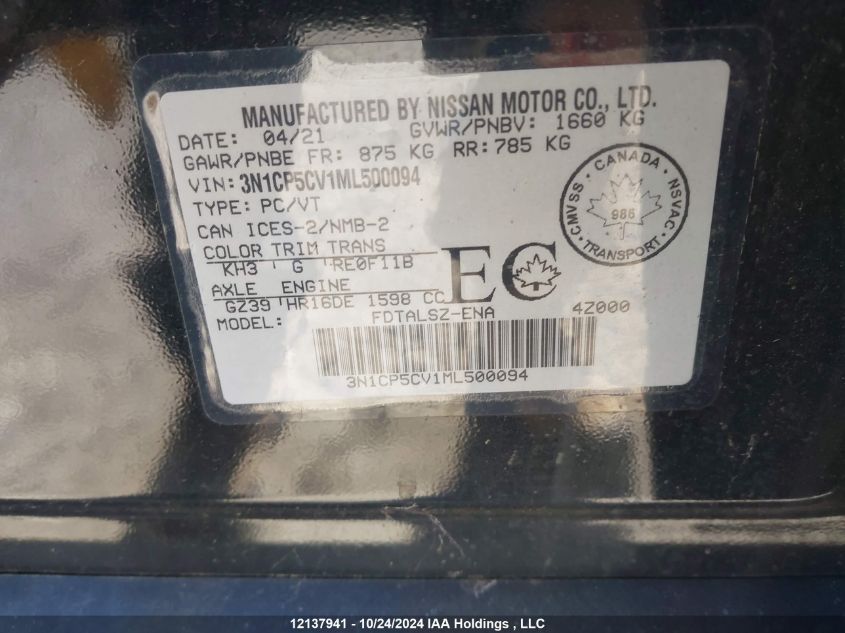 MANUFACTURED BY NISSAN MOTOR CO., LTD.
DATE: 04/21 GVWR/PNBV: 1660 KG
GAWR/PNBE FR: 875 KG RR: 785 KG
VIN: 3N1CP5CV1ML500094
TYPE: PC/VT
CAN ICES-2/NMB-2
COLOR TRIM TRANS
KH3 G RE0F11B
AXLE ENGINE
GZ39 HR16DE 1598 CC
EC
CANADA
CMVSS
NSVAC
986
TRANSPORT
MODEL: FDTALSZ-ENA 4Z000
3N1CP5CV1ML500094
12137941 - 10/24/2024 IAA Holdings , LLC